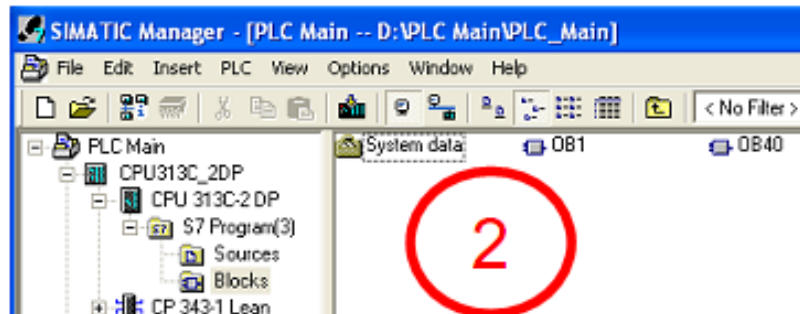 SIMATIC Manager - [PLC Main -- D:\PLC Main\PLC_Main]
File Edit Insert PLC View Options Window Help
< No Filter >
PLC Main
CPU313C_2DP
CPU 313C-2 DP
S7 Program(3)
Sources
Blocks
CP 343-1 Lean
System data OB1 OB40
2